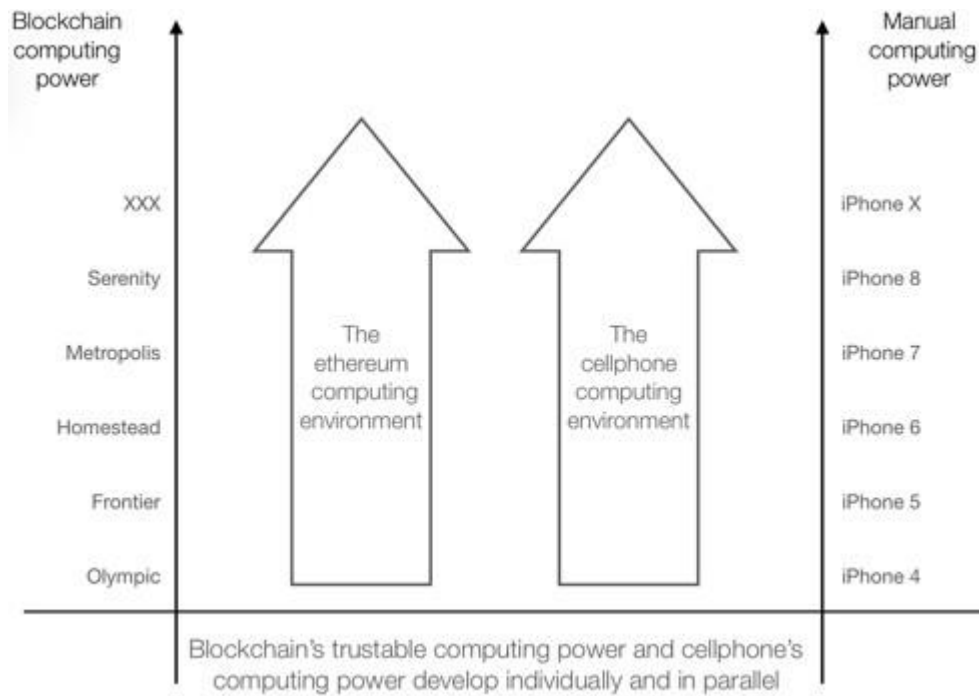 Blockchain
computing
power
Manual
computing
power
XXX
Serenity
Metropolis
Homestead
Frontier
Olympic
The
ethereum
computing
environment
The
cellphone
computing
environment
iPhone X
iPhone 8
iPhone 7
iPhone 6
iPhone 5
iPhone 4
Blockchain's trustable computing power and cellphone's
computing power develop individually and in parallel